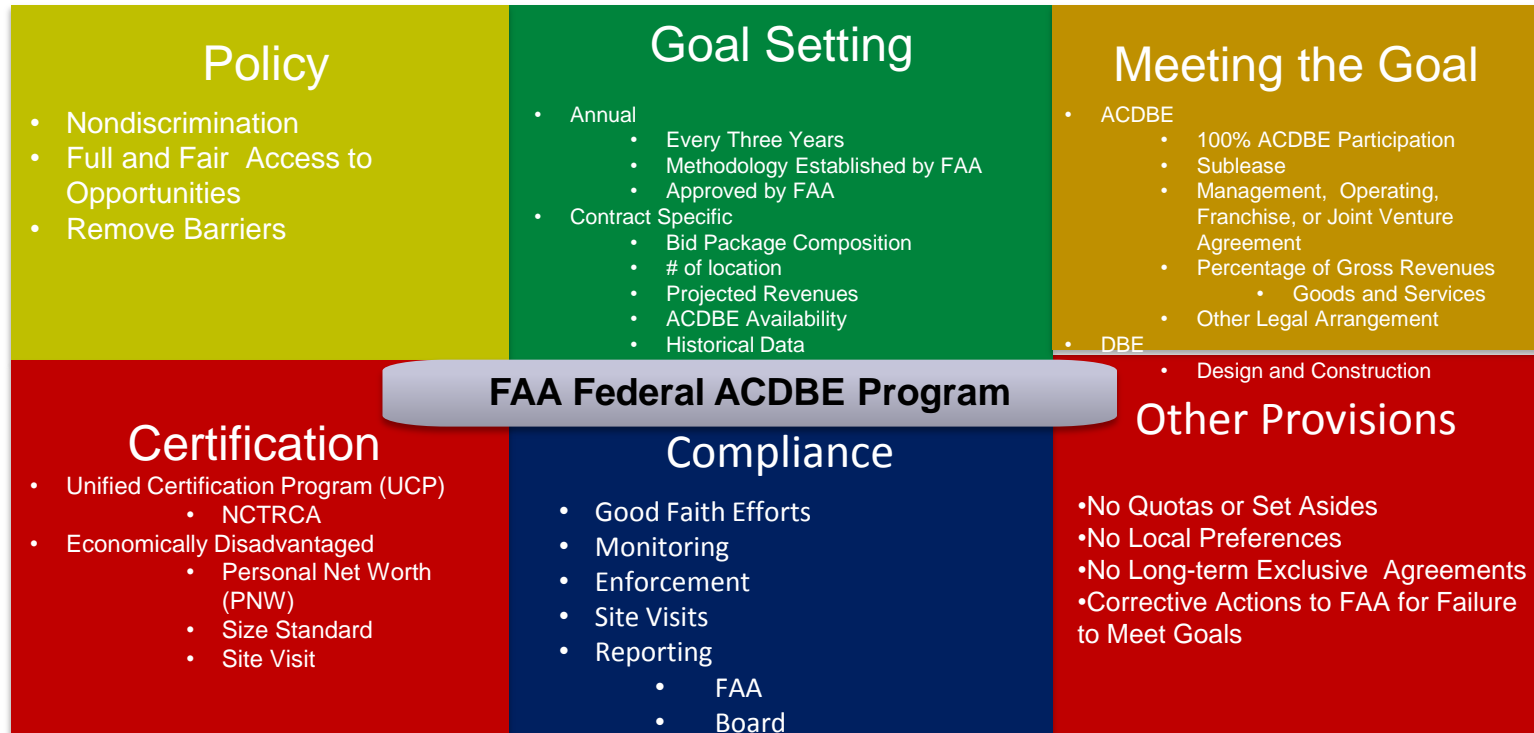 Policy
• Nondiscrimination
• Full and Fair Access to
Opportunities
• Remove Barriers
Goal Setting
• Annual
• Every Three Years
• Methodology Established by FAA
• Approved by FAA
• Contract Specific
• Bid Package Composition
• # of location
• Projected Revenues
• ACDBE Availability
• Historical Data
Meeting the Goal
• ACDBE
• 100% ACDBE Participation
• Sublease
• Management, Operating,
Franchise, or Joint Venture
Agreement
• Percentage of Gross Revenues
• Goods and Services
• Other Legal Arrangement
• DBE
• Design and Construction
FAA Federal ACDBE Program
Certification
• Unified Certification Program (UCP)
• NCTRCA
• Economically Disadvantaged
• Personal Net Worth
(PNW)
• Size Standard
• Site Visit
Compliance
• Good Faith Efforts
• Monitoring
• Enforcement
• Site Visits
• Reporting
• FAA
• Board
Other Provisions
•No Quotas or Set Asides
•No Local Preferences
•No Long-term Exclusive Agreements
•Corrective Actions to FAA for Failure
to Meet Goals